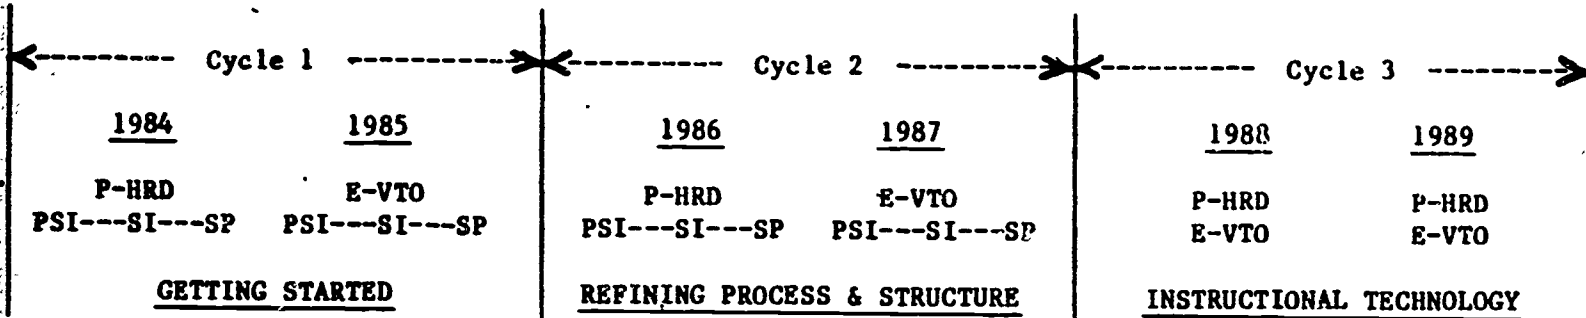 <---------- Cycle 1 -------------->
<------------ Cycle 2 ------------>
<----------- Cycle 3 ----------->
1984 1985
P-HRD E-VTO
PSI---SI---SP PSI---SI---SP
GETTING STARTED
1986 1987
P-HRD E-VTO
PSI---SI---SP PSI---SI---SP
REFINING PROCESS & STRUCTURE
1988 1989
P-HRD P-HRD
E-VTO E-VTO
INSTRUCTIONAL TECHNOLOGY